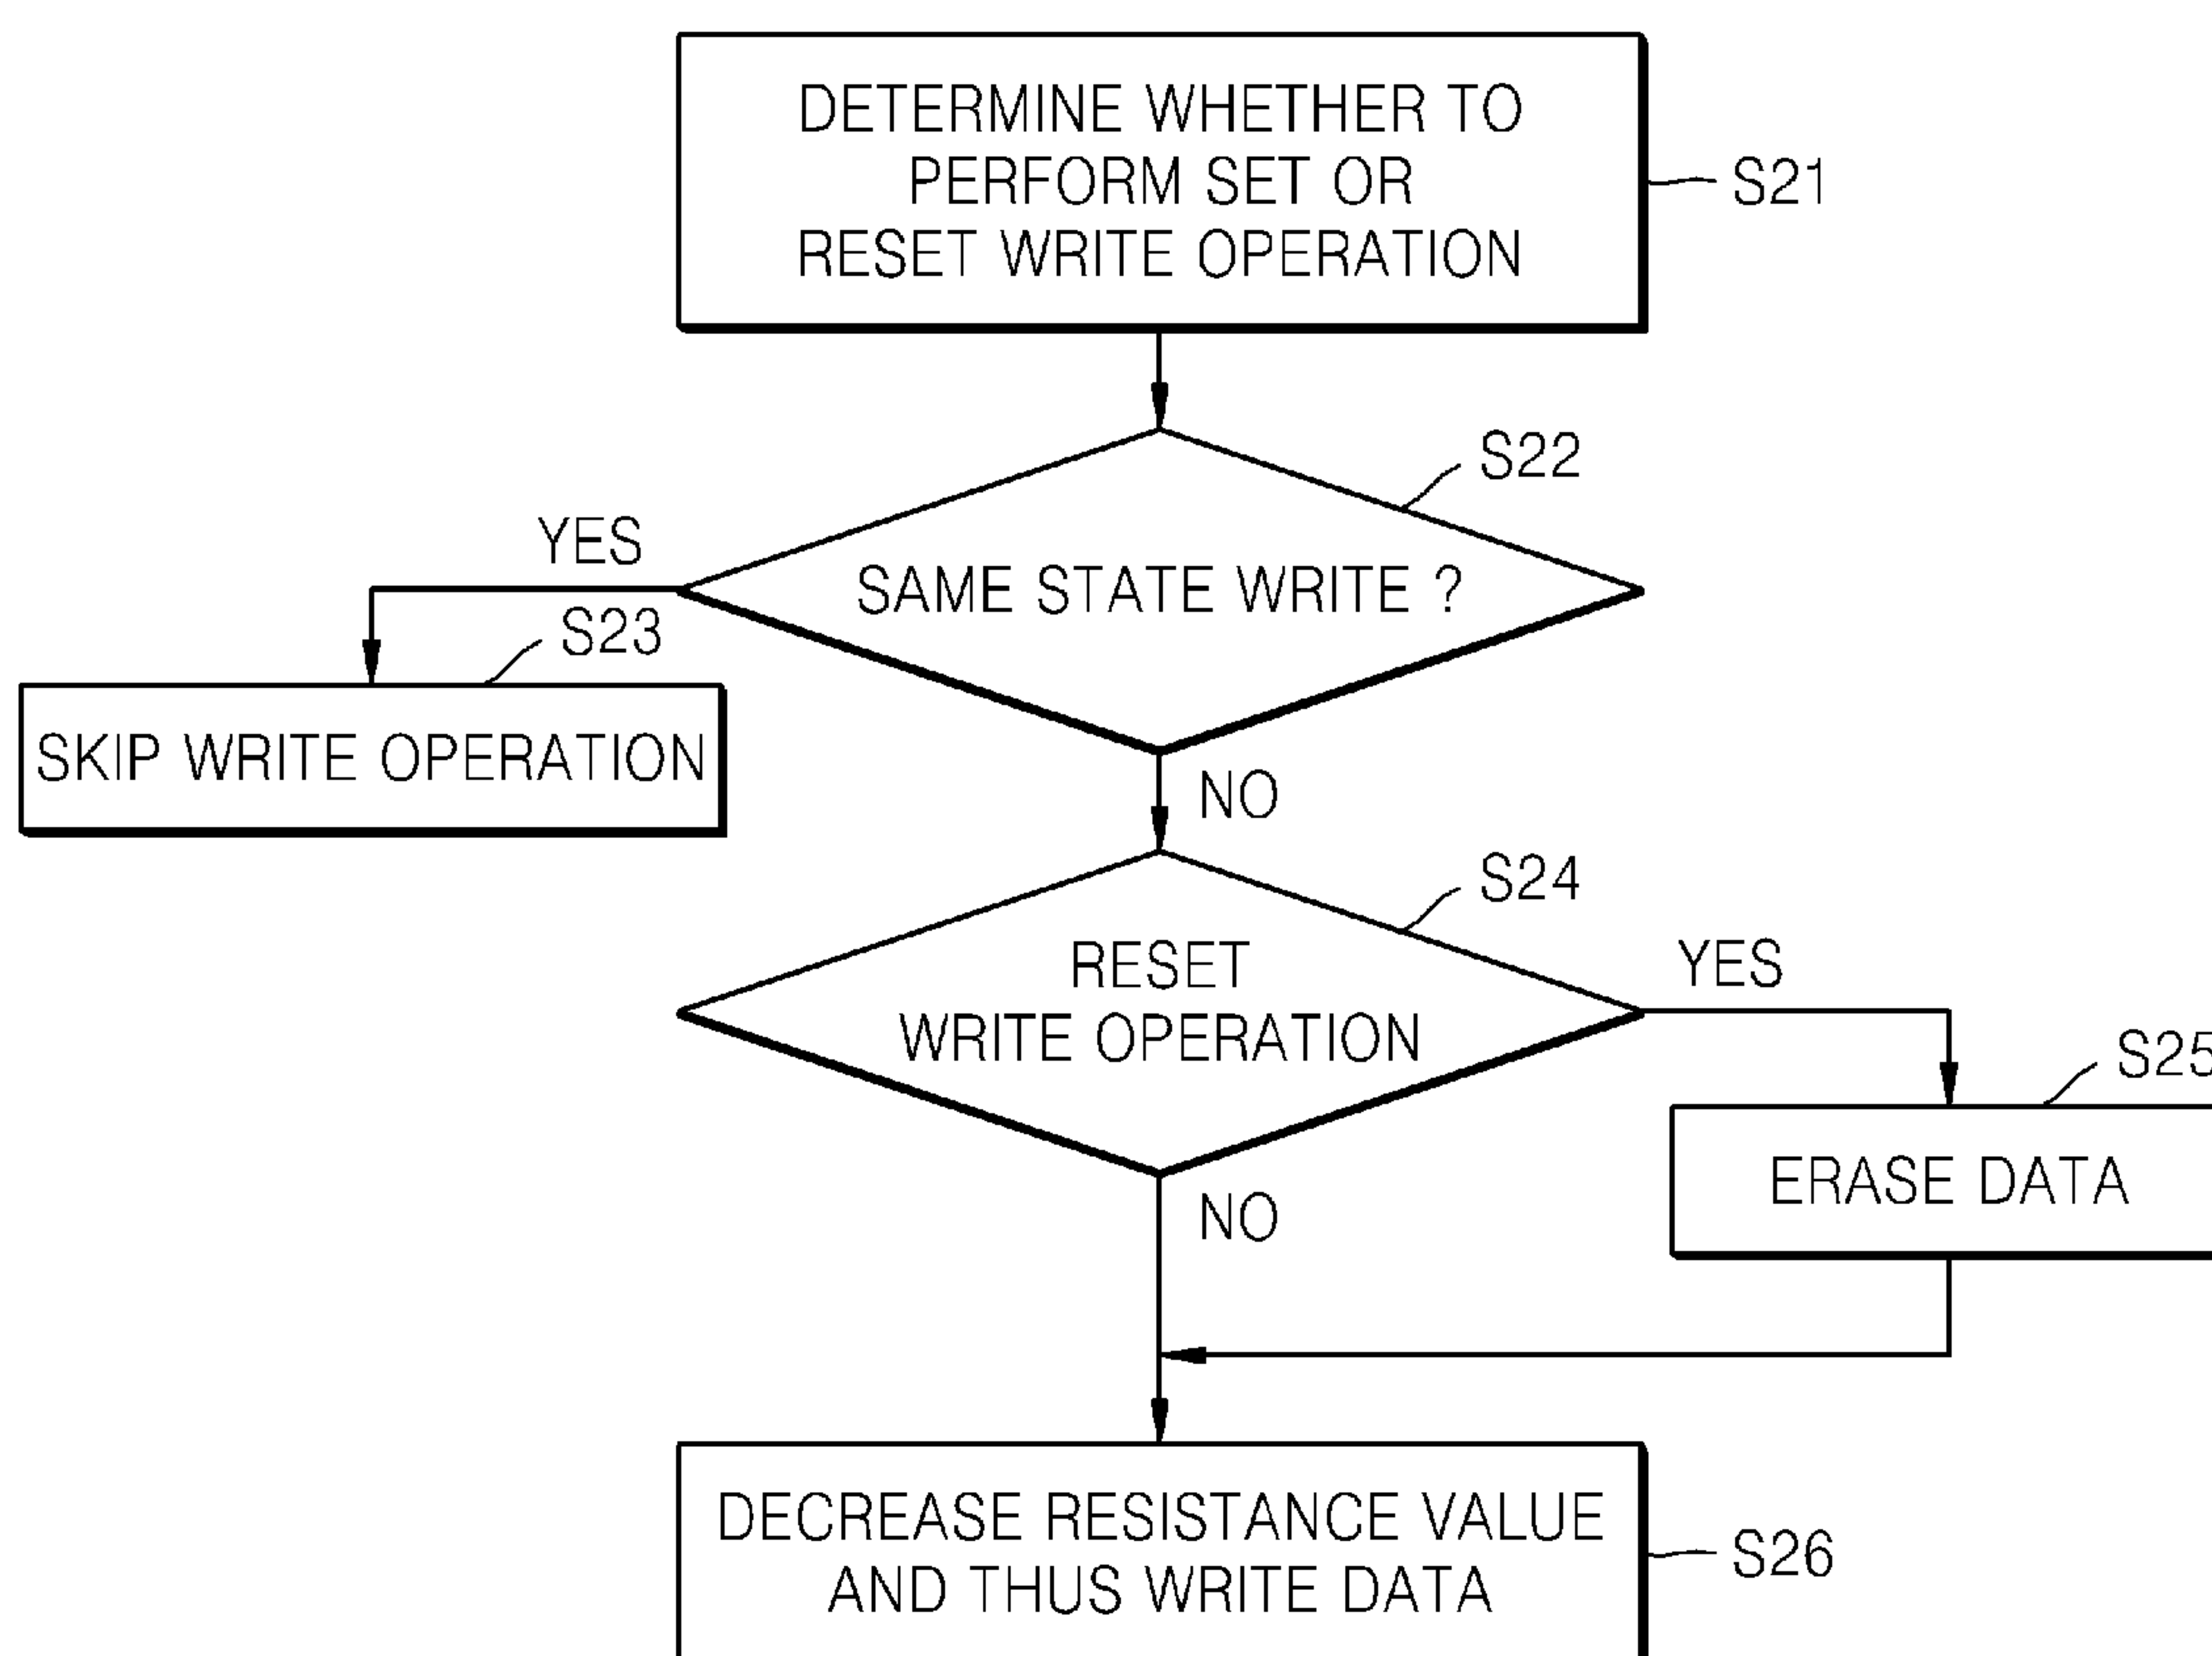 DETERMINE WHETHER TO
PERFORM SET OR
RESET WRITE OPERATION
S21
S22
SAME STATE WRITE ?
YES
S23
SKIP WRITE OPERATION
NO
S24
RESET
WRITE OPERATION
YES
S25
ERASE DATA
NO
DECREASE RESISTANCE VALUE
AND THUS WRITE DATA
S26